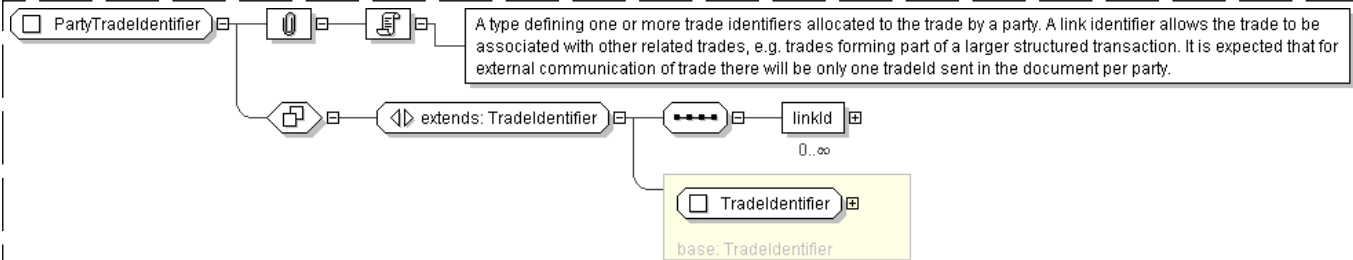 PartyTradeIdentifier
A type defining one or more trade identifiers allocated to the trade by a party. A link identifier allows the trade to be
associated with other related trades, e.g. trades forming part of a larger structured transaction. It is expected that for
external communication of trade there will be only one tradeId sent in the document per party.
extends: TradeIdentifier
linkId
0..∞
TradeIdentifier
base: TradeIdentifier